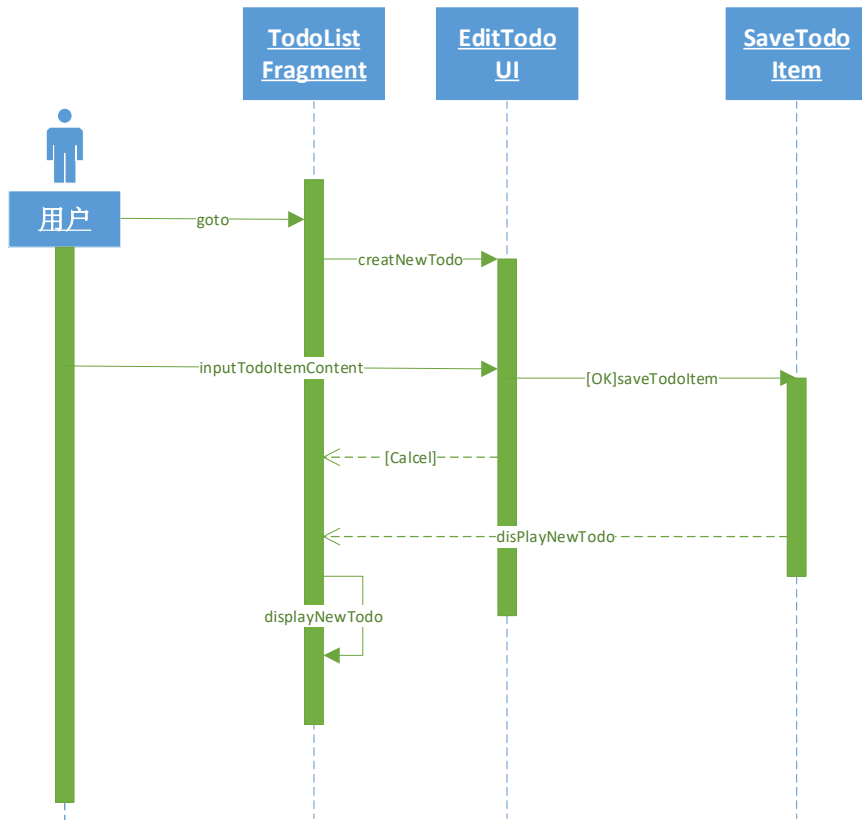 TodoList
Fragment
EditTodo
UI
SaveTodo
Item
用户
goto
creatNewTodo
inputTodoItemContent
[OK]saveTodoItem
[Calcel]
disPlayNewTodo
displayNewTodo